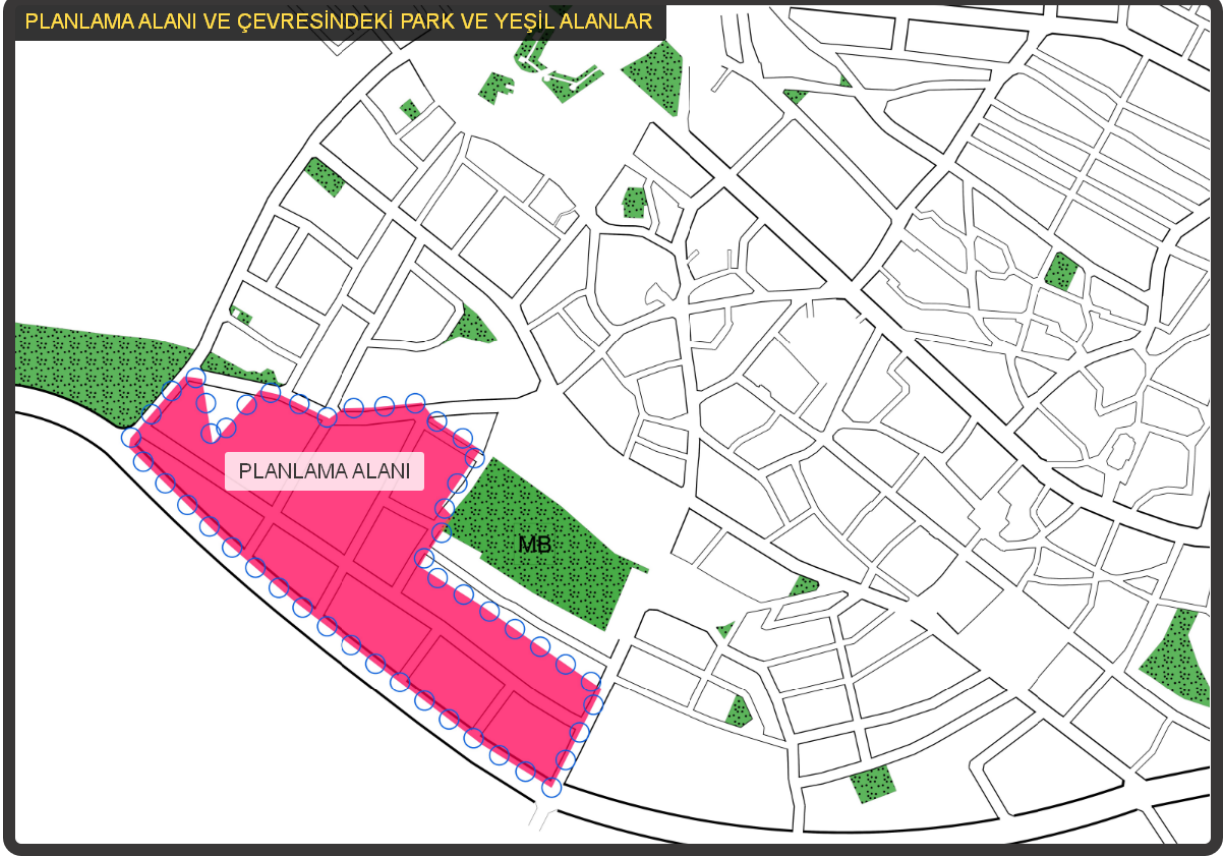 PLANLAMA ALANI VE ÇEVRESİNDEKİ PARK VE YEŞİL ALANLAR
PLANLAMA ALANI
MB